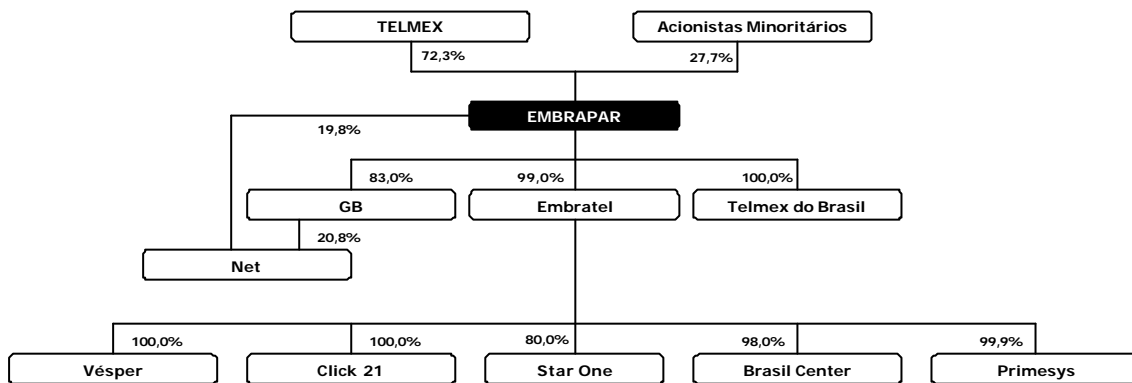 TELMEX
Acionistas Minoritários
72,3%
27,7%
EMBRAPAR
19,8%
83,0%
99,0%
100,0%
GB
Embratel
Telmex do Brasil
20,8%
Net
100,0%
100,0%
80,0%
98,0%
99,9%
Vésper
Click 21
Star One
Brasil Center
Primesys